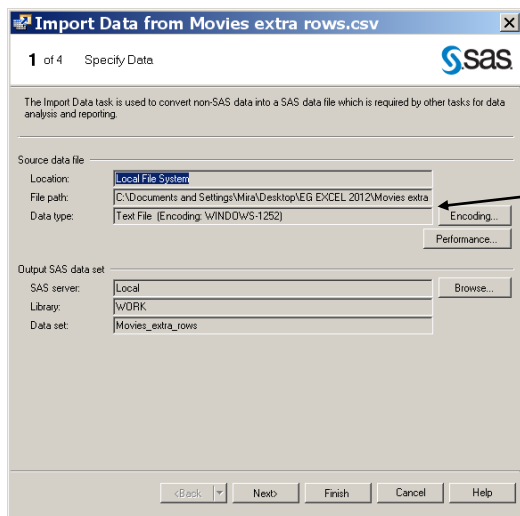 Import Data from Movies extra rows.csv
1 of 4 Specify Data
sas
The Import Data task is used to convert non-SAS data into a SAS data file which is required by other tasks for data
analysis and reporting.
Source data file
Location: Local File System
File path: C:\Documents and Settings\Mira\Desktop\EG EXCEL 2012\Movies extra
Data type: Text File (Encoding: WINDOWS-1252) Encoding...
Performance...
Output SAS data set
SAS server: Local Browse...
Library: WORK
Data set: Movies_extra_rows
<Back Next> Finish Cancel Help